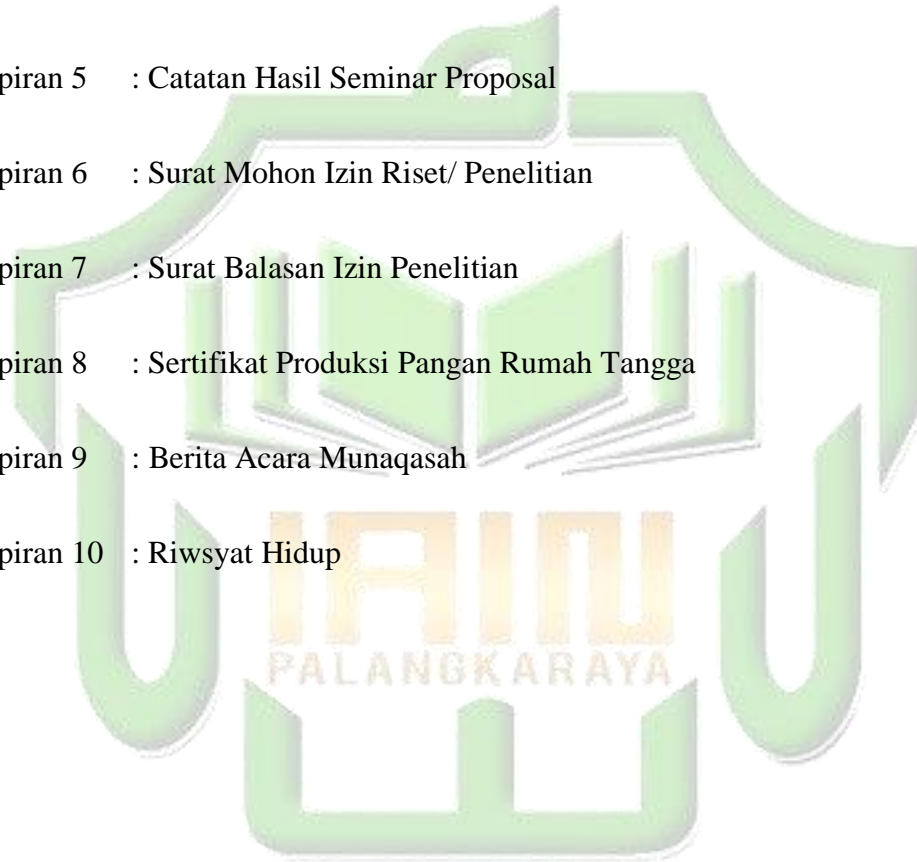 piran 5 : Catatan Hasil Seminar Proposal
piran 6 : Surat Mohon Izin Riset/ Penelitian
piran 7 : Surat Balasan Izin Penelitian
piran 8 : Sertifikat Produksi Pangan Rumah Tangga
piran 9 : Berita Acara Munaqasah
piran 10 : Riwsyat Hidup
IAIN
PALANGKARAYA